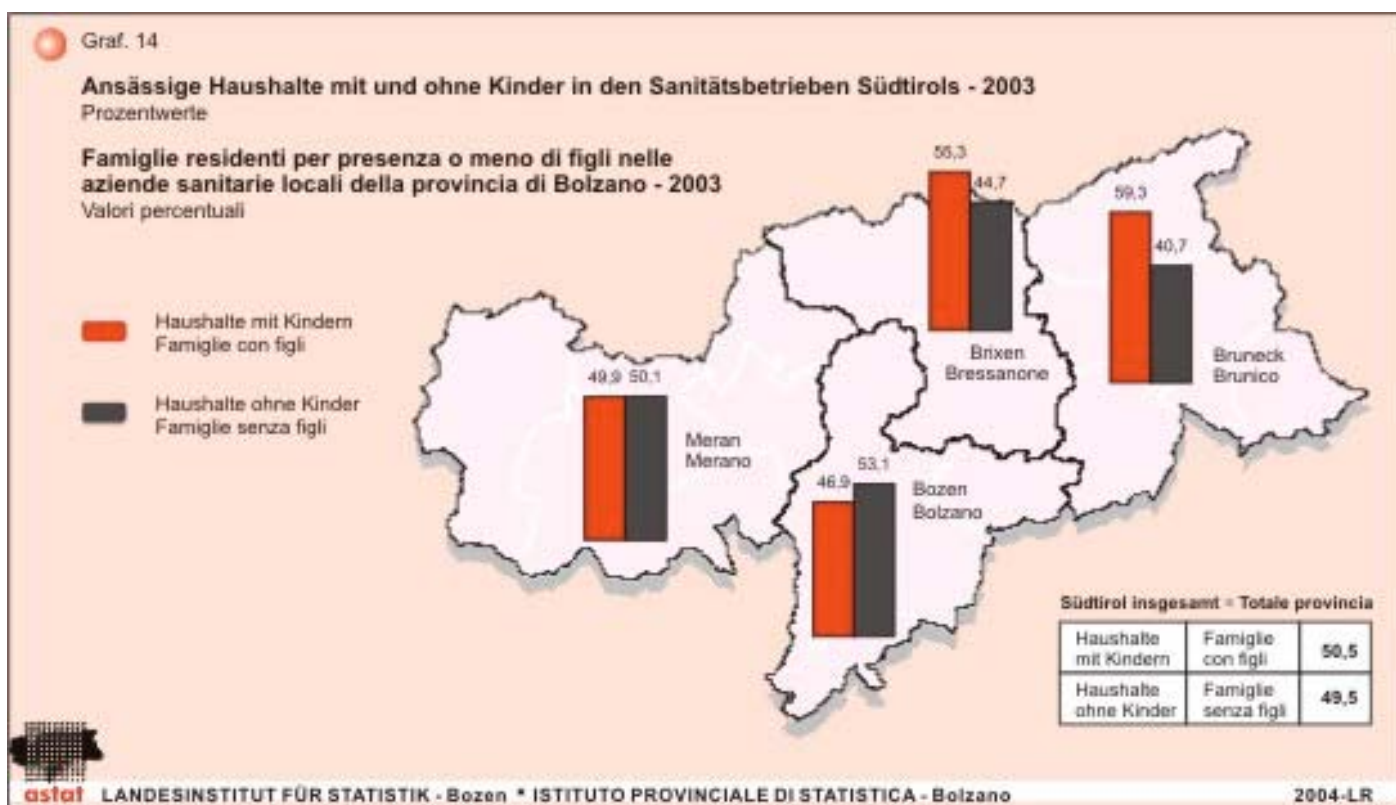 Graf. 14
Ansässige Haushalte mit und ohne Kinder in den Sanitätsbetrieben Südtirols - 2003
Prozentwerte
Famiglie residenti per presenza o meno di figli nelle
aziende sanitarie locali della provincia di Bolzano - 2003
Valori percentuali
Haushalte mit Kindern
Famiglie con figli
Haushalte ohne Kinder
Famiglie senza figli
55,3
44,7
Brixen
Bressanone
59,3
40,7
Bruneck
Brunico
49,9 50,1
Meran
Merano
46,9
53,1
Bozen
Bolzano
Südtirol insgesamt = Totale provincia
Haushalte mit Kindern
Famiglie con figli
50,5
Haushalte ohne Kinder
Famiglie senza figli
49,5
astat LANDESINSTITUT FÜR STATISTIK - Bozen * ISTITUTO PROVINCIALE DI STATISTICA - Bolzano
2004-LR